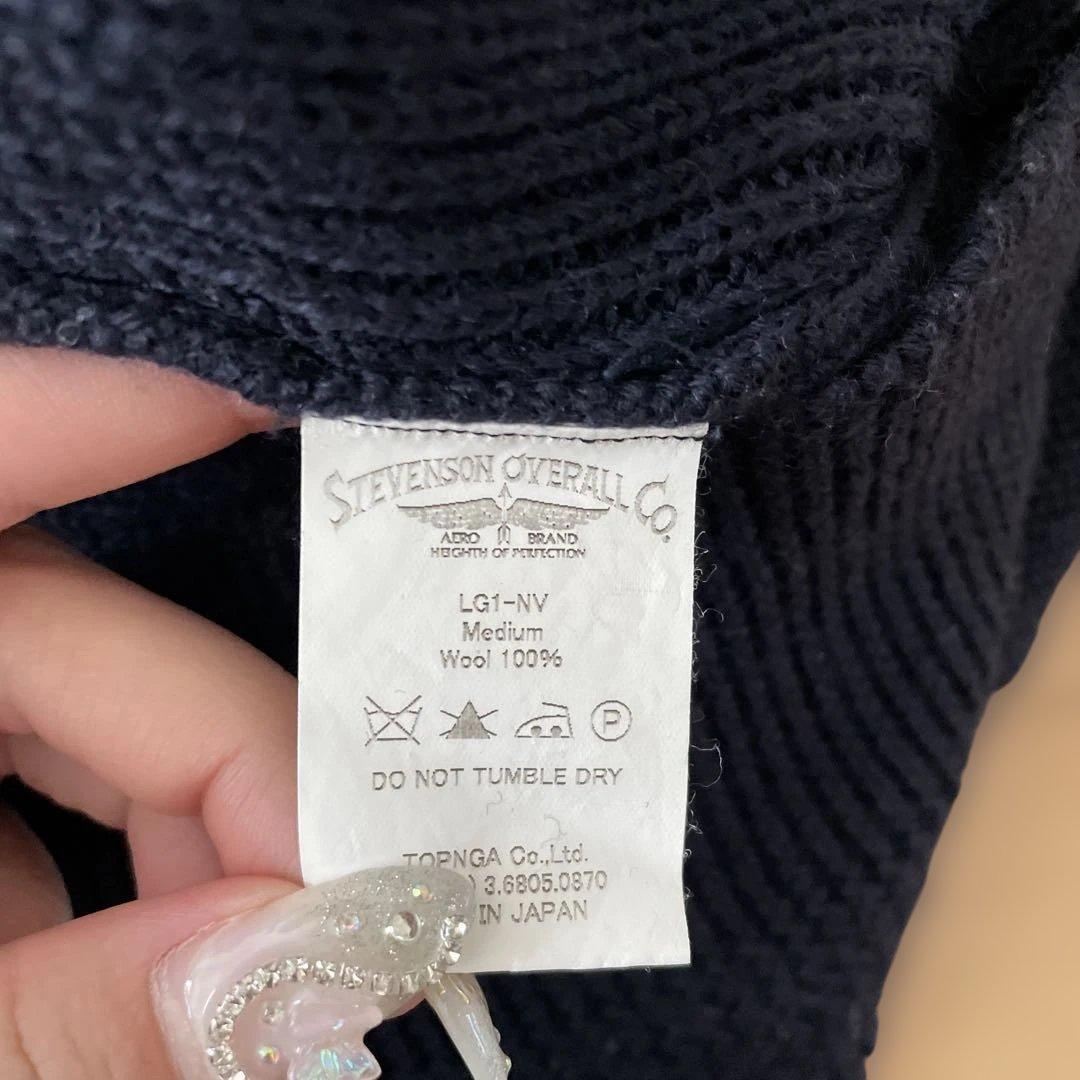 STEVENSON OVERALL CO.
AERO BRAND
HEIGHTH OF PERFECTION
LG1-NV
Medium
Wool 100%
P
DO NOT TUMBLE DRY
TOPNGA Co.,Ltd.
) 3.6805.0870
IN JAPAN